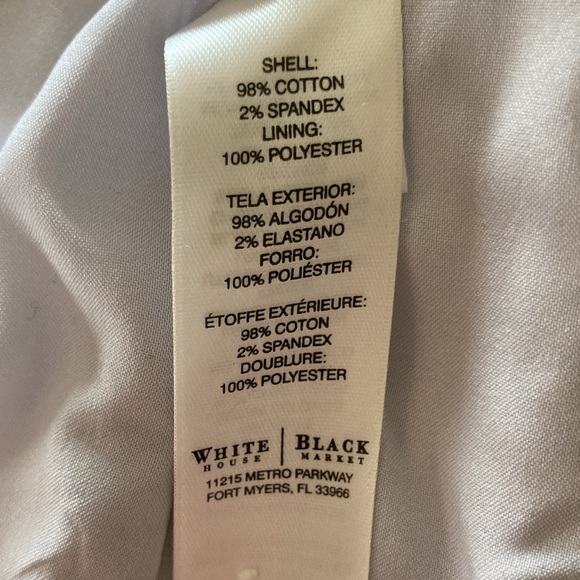 SHELL:
98% COTTON
2% SPANDEX
LINING:
100% POLYESTER
TELA EXTERIOR:
98% ALGODÓN
2% ELASTANO
FORRO:
100% POLIÉSTER
ÉTOFFE EXTÉRIEURE:
98% COTON
2% SPANDEX
DOUBLURE:
100% POLYESTER
WHITE | BLACK
HOUSE MARKET
11215 METRO PARKWAY
FORT MYERS, FL 33966